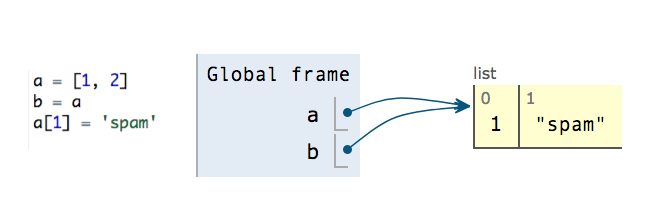 a = [1, 2]
b = a
a[1] = 'spam'
Global frame
a
b
list
0 1
1 "spam"